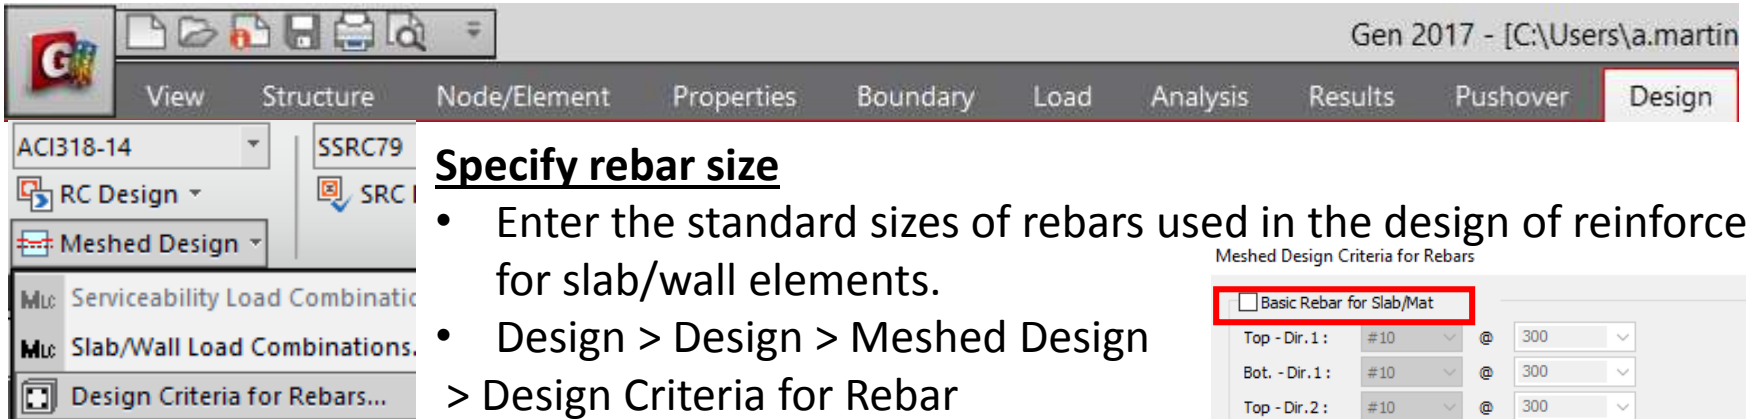 Gen 2017 - [C:\Users\a.martin
View Structure Node/Element Properties Boundary Load Analysis Results Pushover Design
ACI318-14 SSRC79
RC Design SRC
Meshed Design
Serviceability Load Combinatio
Slab/Wall Load Combinations.
Design Criteria for Rebars...
Specify rebar size
• Enter the standard sizes of rebars used in the design of reinforce
for slab/wall elements.
• Design > Design > Meshed Design
> Design Criteria for Rebar
Meshed Design Criteria for Rebars
Basic Rebar for Slab/Mat
Top - Dir.1 : #10 @ 300
Bot. - Dir.1 : #10 @ 300
Top - Dir.2 : #10 @ 300